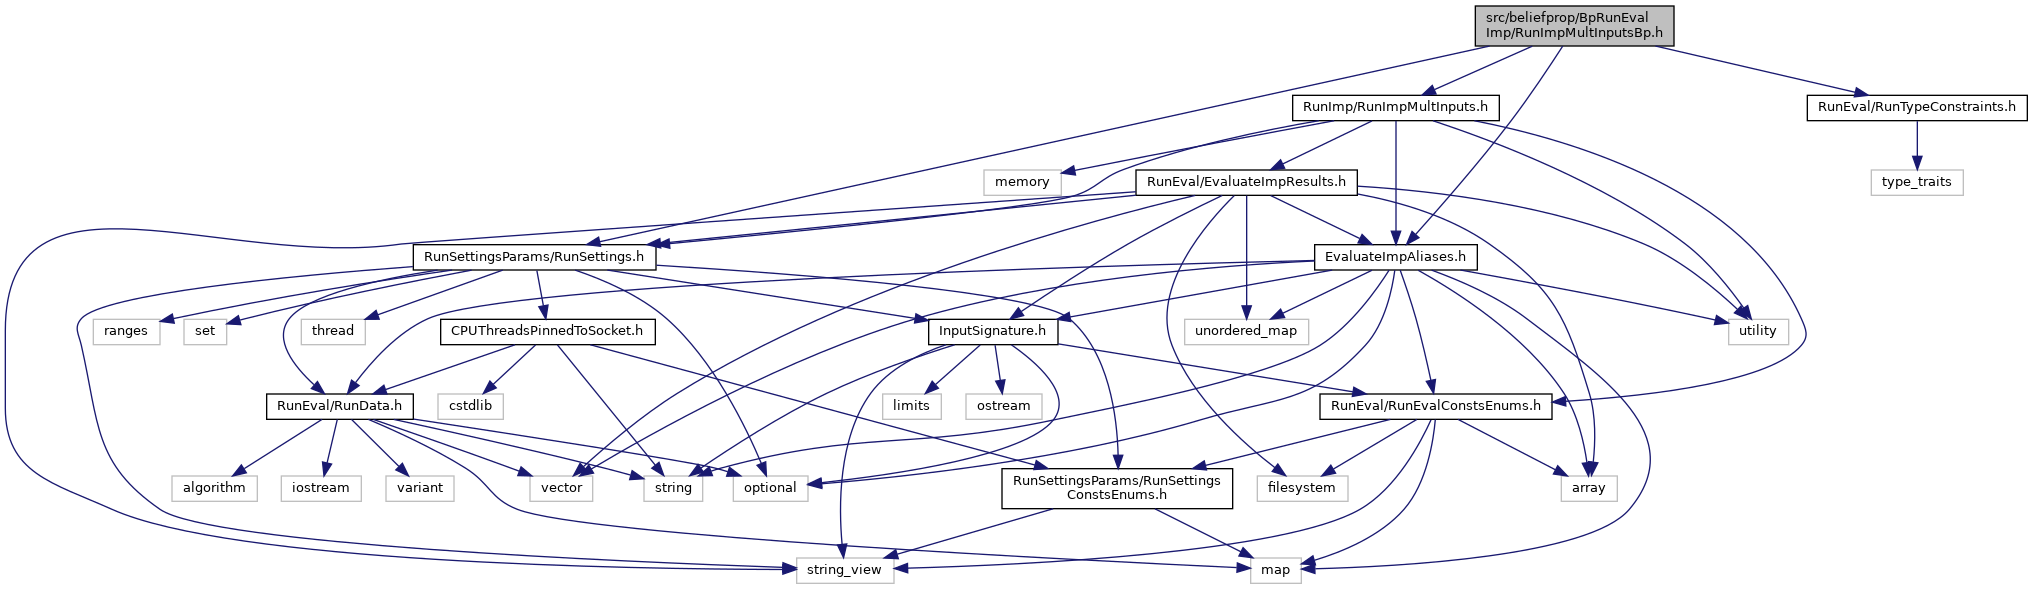 src/beliefprop/BpRunEval
Imp/RunImpMultInputsBp.h
RunImp/RunImpMultInputs.h
RunEval/RunTypeConstraints.h
memory
RunEval/EvaluateImpResults.h
type_traits
RunSettingsParams/RunSettings.h
EvaluateImpAliases.h
ranges
set
thread
CPUThreadsPinnedToSocket.h
InputSignature.h
unordered_map
utility
RunEval/RunData.h
cstdlib
limits
ostream
RunEval/RunEvalConstsEnums.h
algorithm
iostream
variant
vector
string
optional
RunSettingsParams/RunSettings
ConstsEnums.h
filesystem
array
string_view
map